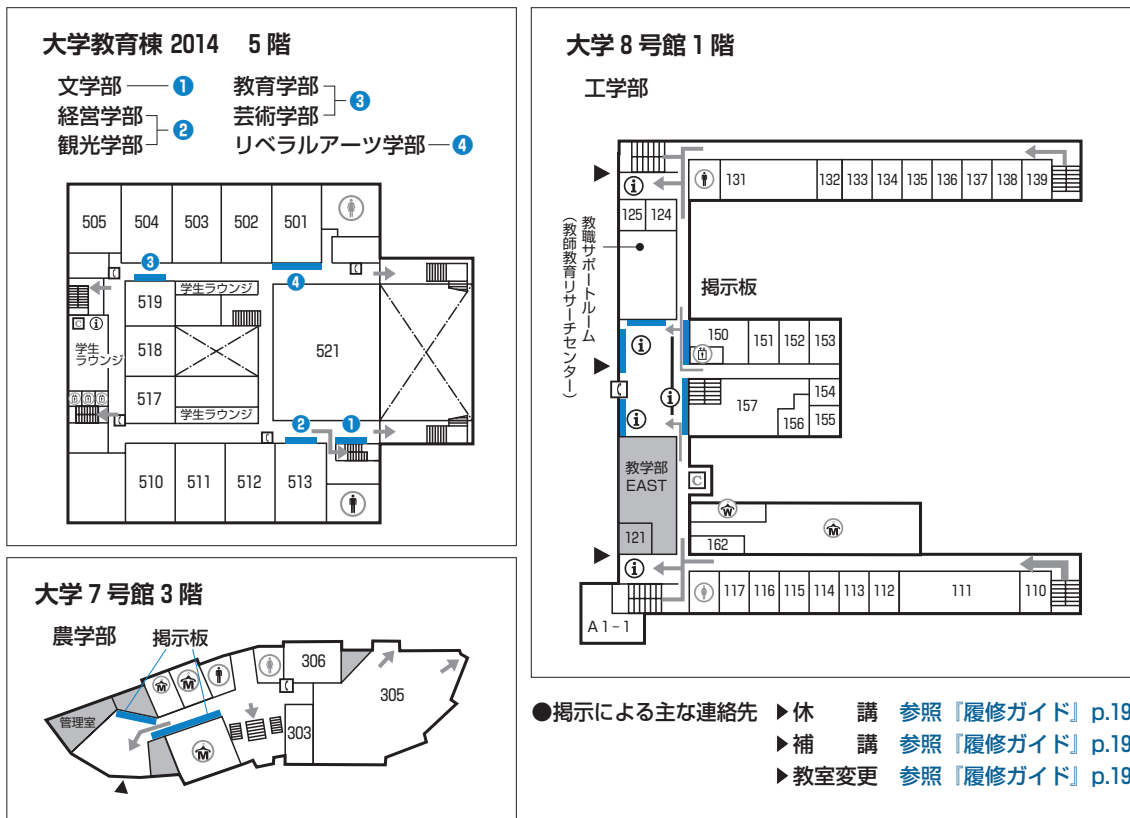 大学教育棟 2014 5階
文学部 ❶
経営学部
観光学部 ❷
教育学部
芸術学部 ❸
リベラルアーツ学部 ❹
505 504 503 502 501
❸
❹
519
学生ラウンジ
518
521
学生
ラウンジ
517
学生ラウンジ
❷ ❶
510 511 512 513
大学7号館3階
農学部 掲示板
管理室
M M
306
305
303
M
大学8号館1階
工学部
131 132 133 134 135 136 137 138 139
125 124
教職サポートルーム
(教師教育リサーチセンター)
掲示板
150 151 152 153
157 154
156 155
教学部
EAST
C
121
W
M
162
117 116 115 114 113 112 111 110
A1-1
●掲示による主な連絡先 ▶休 講 参照『履修ガイド』p.19
▶補 講 参照『履修ガイド』p.19
▶教室変更 参照『履修ガイド』p.19